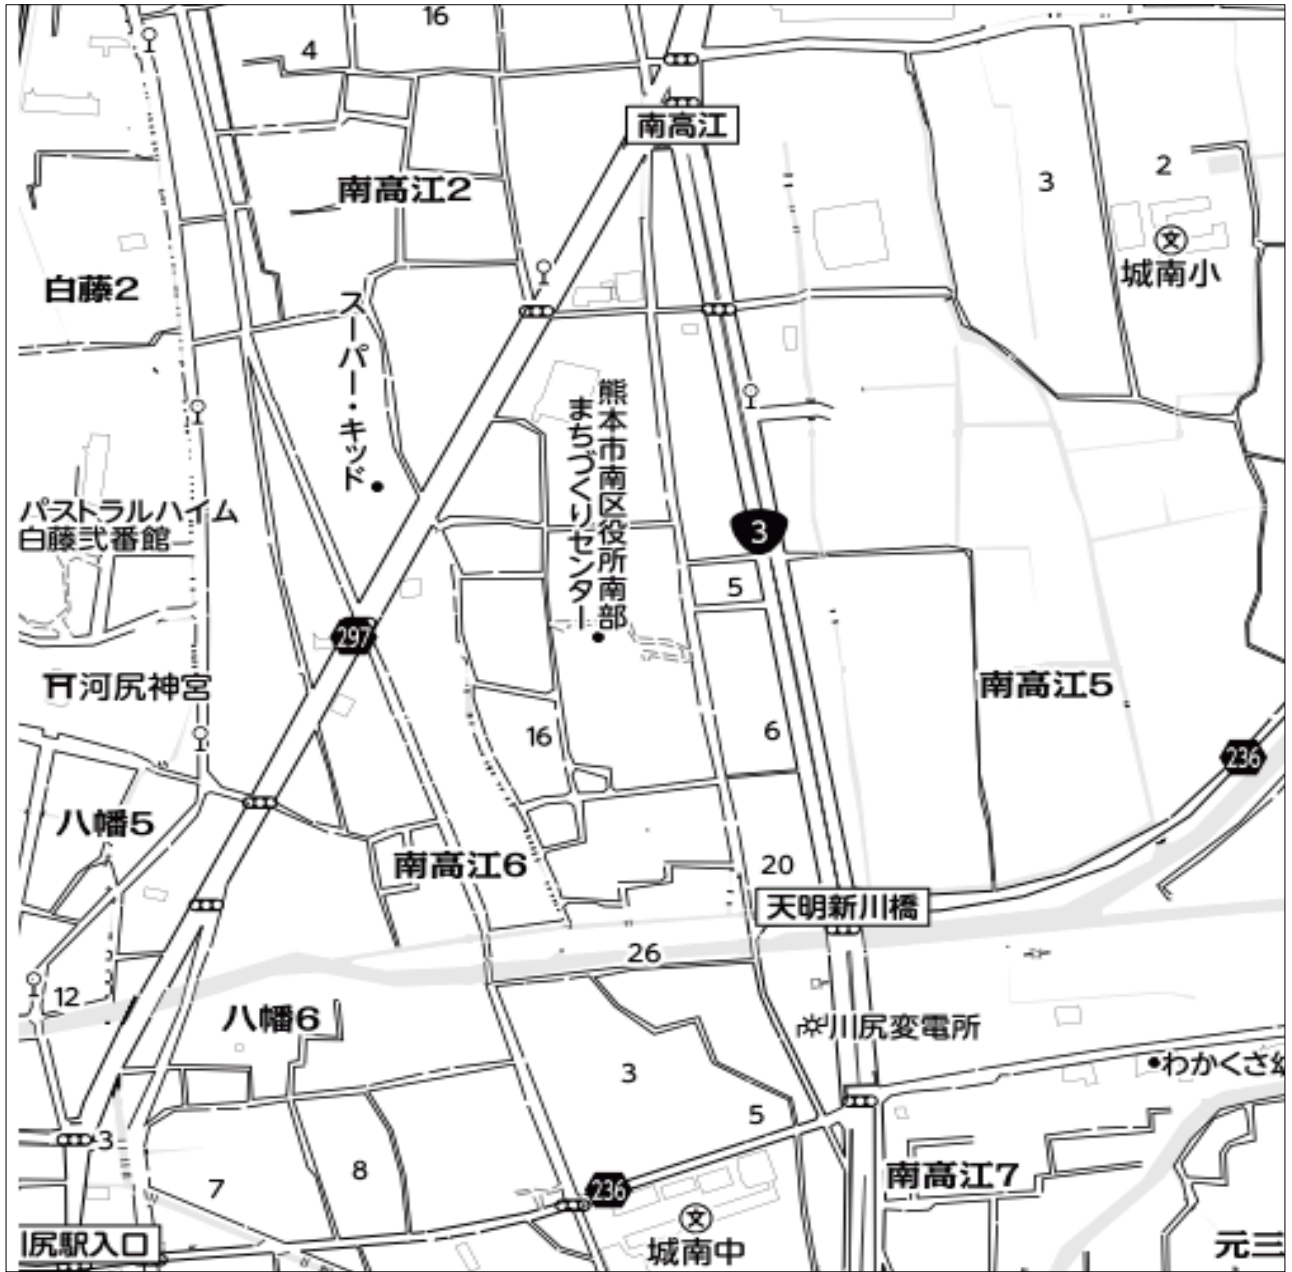 16
4
南高江
南高江2
3
2
城南小
白藤2
スーパー・キッド
熊本市南区役所南部
まちづくりセンター
パストラルハイム
白藤弐番館
3
5
297
河尻神宮
南高江5
16
6
236
八幡5
南高江6
20
天明新川橋
26
12
八幡6
川尻変電所
わかくさ
3
5
3
8
7
236
南高江7
尻駅入口
城南中
元三